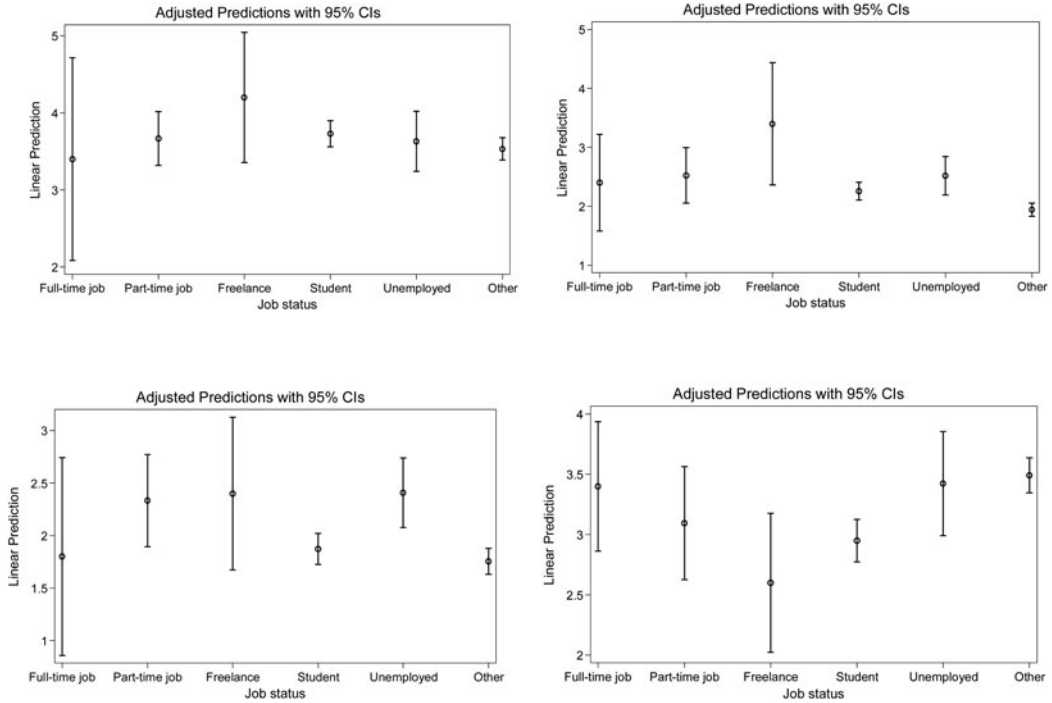 Adjusted Predictions with 95% CIs
Linear Prediction
5
4
3
2
Full-time job Part-time job Freelance Student Unemployed Other
Job status
Adjusted Predictions with 95% CIs
Linear Prediction
5
4
3
2
1
Full-time job Part-time job Freelance Student Unemployed Other
Job status
Adjusted Predictions with 95% CIs
Linear Prediction
3
2.5
2
1.5
1
Full-time job Part-time job Freelance Student Unemployed Other
Job status
Adjusted Predictions with 95% CIs
Linear Prediction
4
3.5
3
2.5
2
Full-time job Part-time job Freelance Student Unemployed Other
Job status